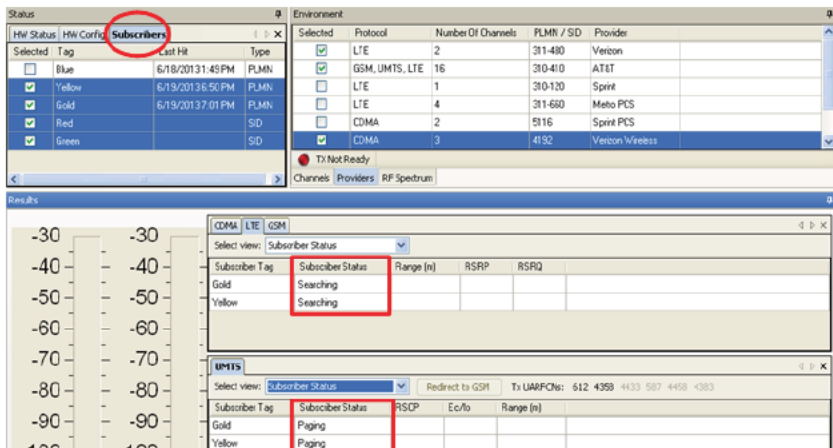 Status
HW Status HW Config Subscribers
Selected Tag Last Hit Type
Blue 6/18/2013 1:49 PM PLMN
Yellow 6/19/2013 6:50 PM PLMN
Gold 6/19/2013 7:01 PM PLMN
Red SID
Green SID
Environment
Selected Protocol Number Of Channels PLMN / SID Provider
LTE 2 311-480 Verizon
GSM, UMTS, LTE 16 310-410 AT&T
LTE 1 310-120 Sprint
LTE 4 311-660 Metro PCS
CDMA 2 5116 Sprint PCS
CDMA 3 4192 Verizon Wireless
TX Not Ready
Channels Providers RF Spectrum
Results
-30 -30
-40 -40
-50 -50
-60 -60
-70 -70
-80 -80
-90 -90
CDMA LTE GSM
Select view: Subscriber Status
Subscriber Tag Subsciber Status Range (m) RSRP RSRQ
Gold Searching
Yellow Searching
UMTS
Select view: Subscriber Status Redirect to GSM Tx UARFCNs: 612 4358 4433 587 4458 4383
Subscriber Tag Subsciber Status RSCP Ec/Io Range (m)
Gold Paging
Yellow Paging